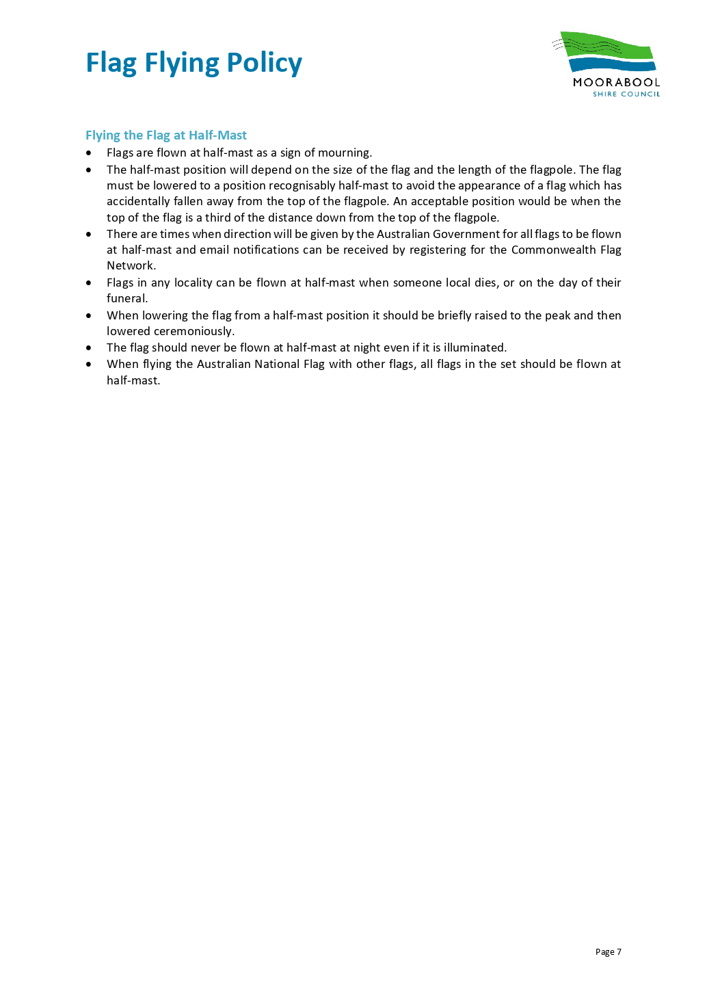 Flag Flying Policy
MOORABOOL
SHIRE COUNCIL
Flying the Flag at Half-Mast
• Flags are flown at half-mast as a sign of mourning.
• The half-mast position will depend on the size of the flag and the length of the flagpole. The flag
must be lowered to a position recognisably half-mast to avoid the appearance of a flag which has
accidentally fallen away from the top of the flagpole. An acceptable position would be when the
top of the flag is a third of the distance down from the top of the flagpole.
• There are times when direction will be given by the Australian Government for all flags to be flown
at half-mast and email notifications can be received by registering for the Commonwealth Flag
Network.
• Flags in any locality can be flown at half-mast when someone local dies, or on the day of their
funeral.
• When lowering the flag from a half-mast position it should be briefly raised to the peak and then
lowered ceremoniously.
• The flag should never be flown at half-mast at night even if it is illuminated.
• When flying the Australian National Flag with other flags, all flags in the set should be flown at
half-mast.
Page 7